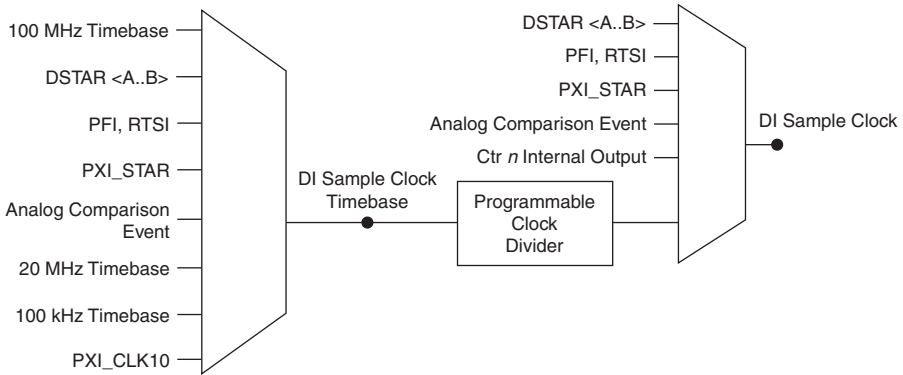 100 MHz Timebase
DSTAR <A..B>
PFI, RTSI
PXI_STAR
Analog Comparison
Event
20 MHz Timebase
100 kHz Timebase
PXI_CLK10
DI Sample Clock
Timebase
Programmable
Clock
Divider
DSTAR <A..B>
PFI, RTSI
PXI_STAR
Analog Comparison Event
Ctr n Internal Output
DI Sample Clock